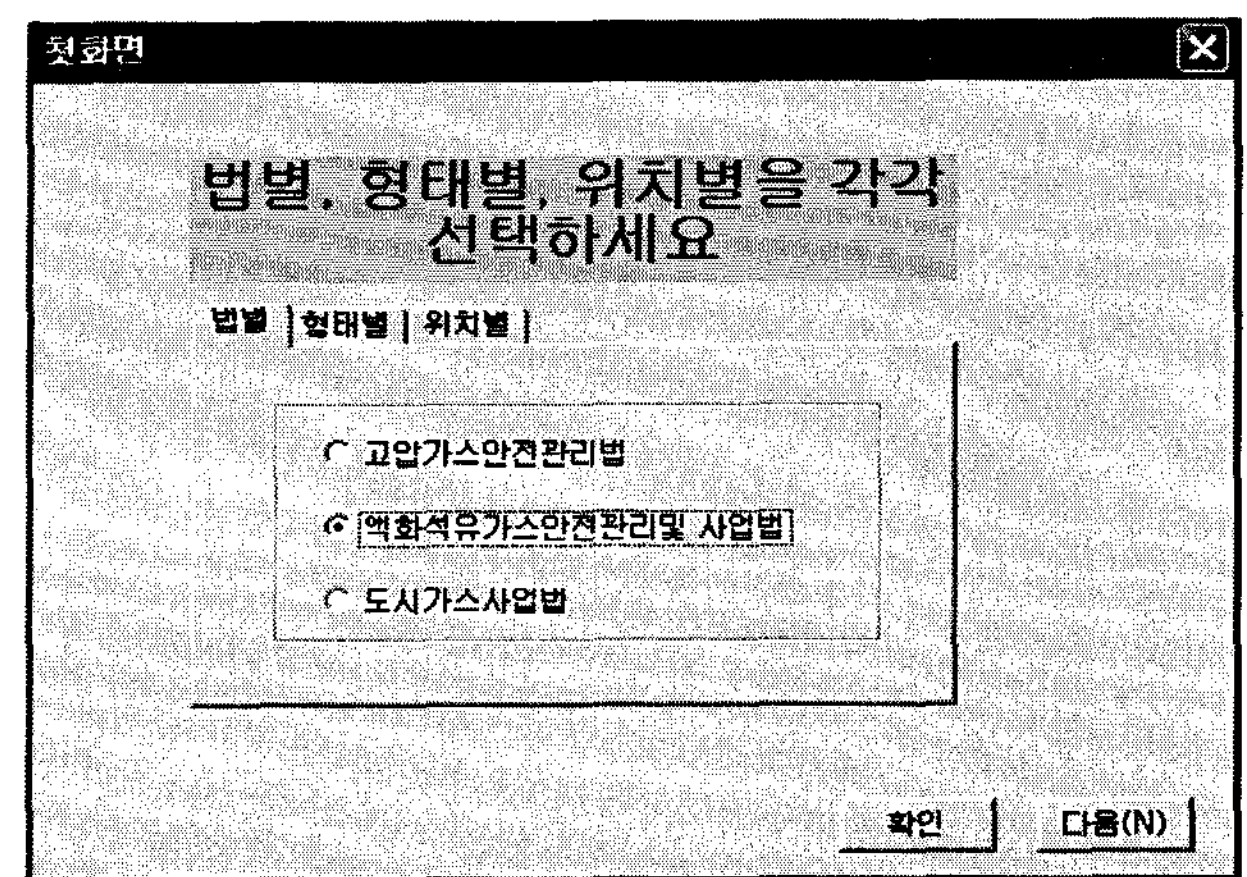 첫화면
법별, 형태별, 위치별을 각각
선택하세요
법별 형태별 위치별
고압가스안전관리법
액화석유가스안전관리및 사업법
도시가스사업법
확인 다음(N)